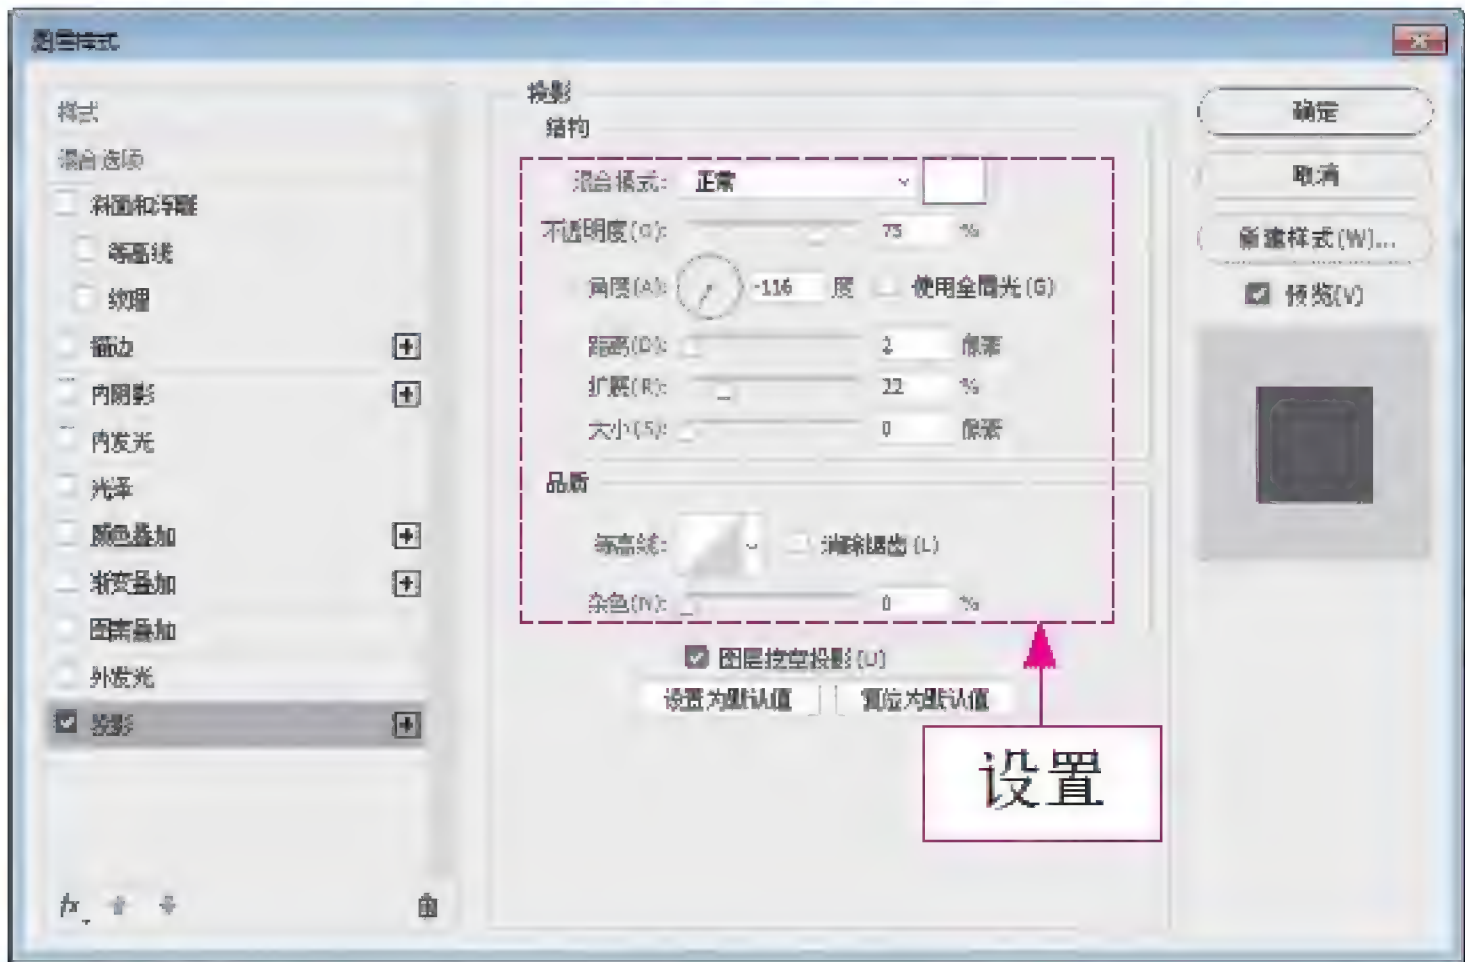 图层样式
样式
混合选项
斜面和浮雕
等高线
纹理
描边
内阴影
内发光
光泽
颜色叠加
渐变叠加
图案叠加
外发光
投影
fx
投影
结构
混合模式: 正常
不透明度(O): 75 %
角度(A): -116 度 使用全局光(G)
距离(D): 2 像素
扩展(R): 22 %
大小(S): 0 像素
品质
等高线: 消除锯齿(L)
杂色(N): 0 %
图层挖空投影(U)
设置为默认值 复位为默认值
设置
确定
取消
新建样式(W)...
预览(V)